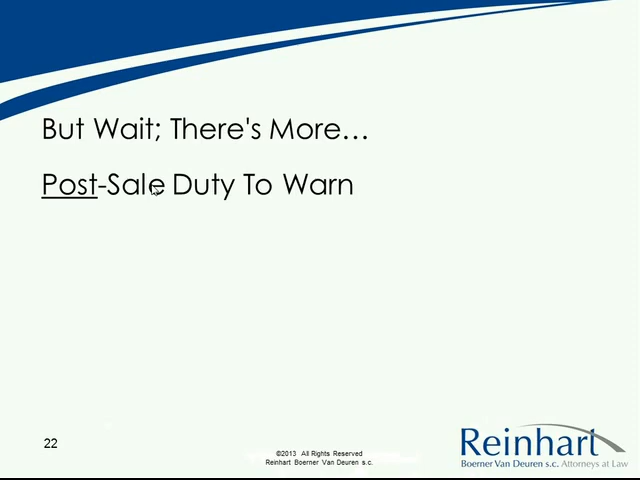 But Wait; There's More…
Post-Sale Duty To Warn
22
©2013 All Rights Reserved
Reinhart Boerner Van Deuren s.c.
Reinhart
Boerner Van Deuren s.c. Attorneys at Law